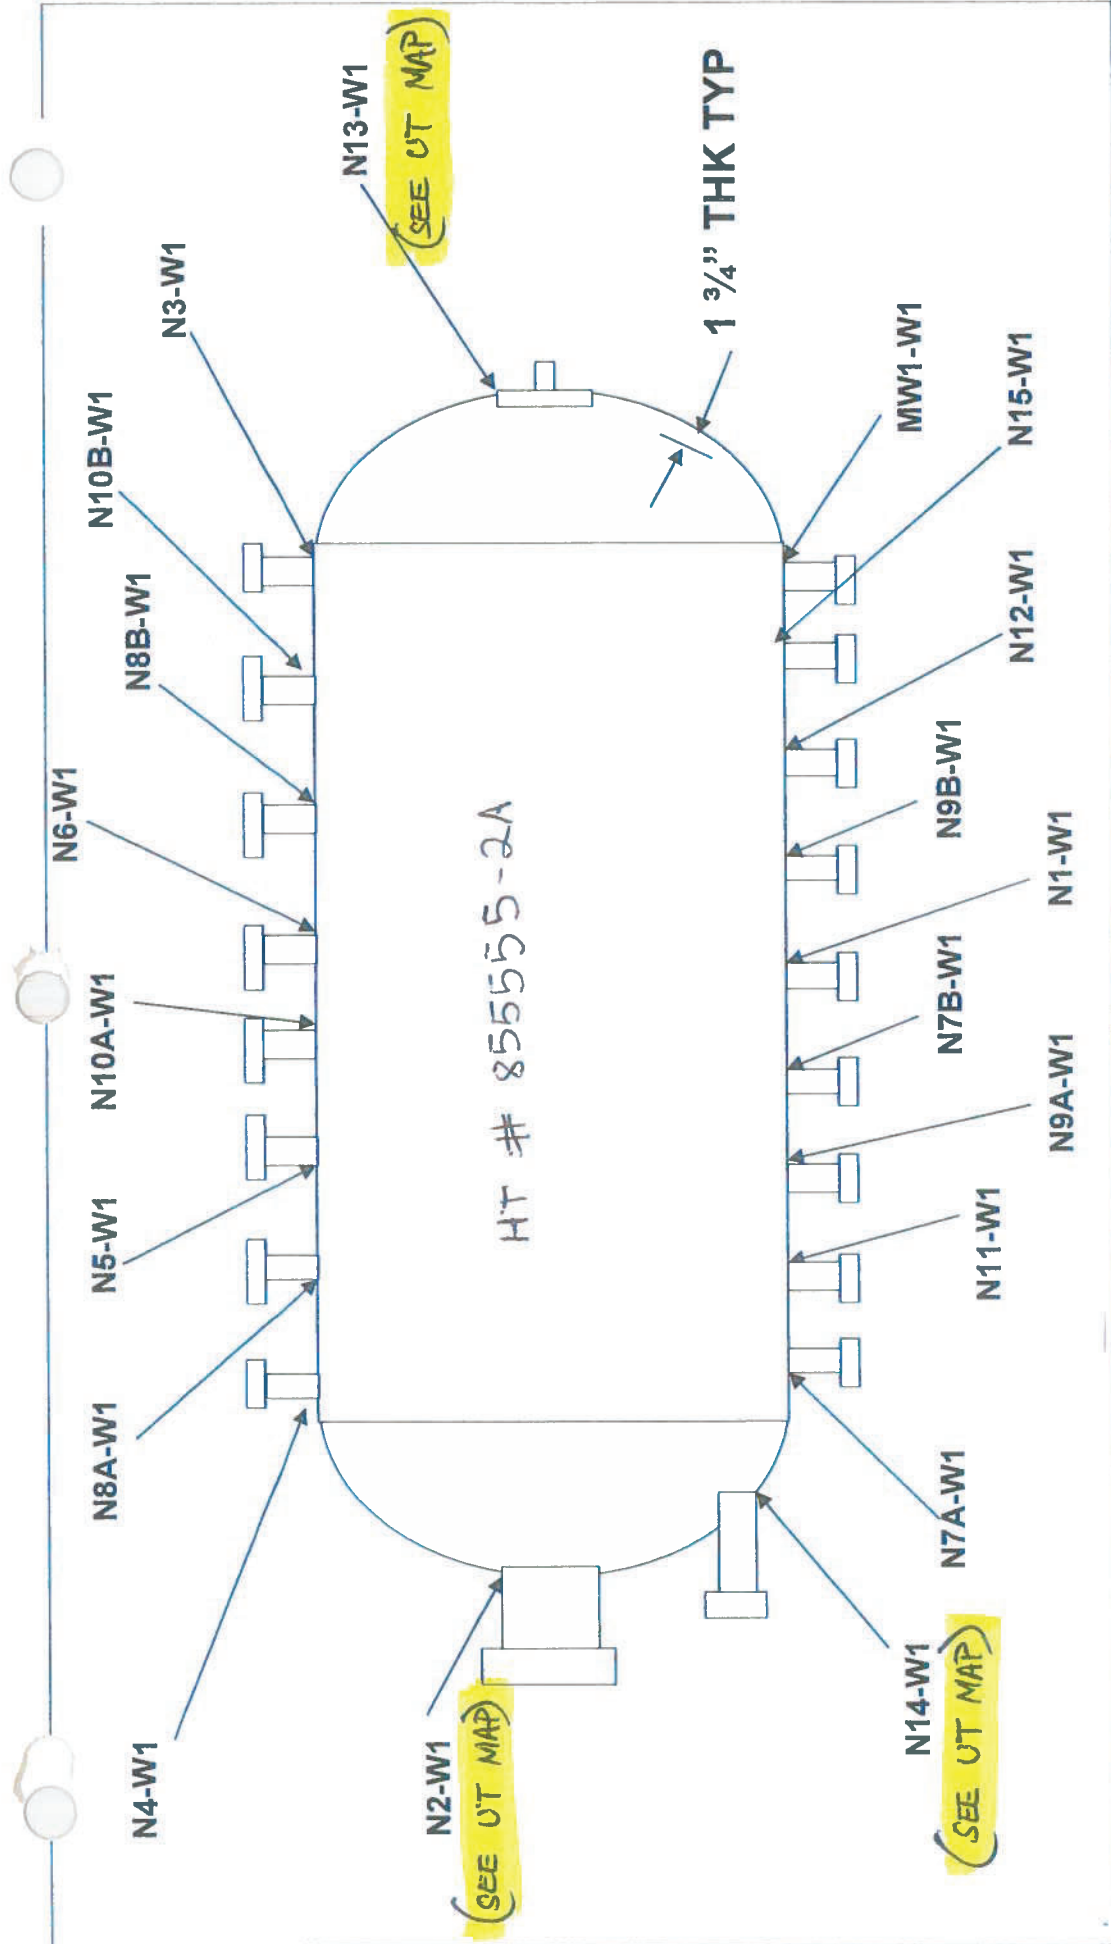 N4-W1
N8A-W1
N5-W1
N10A-W1
N6-W1
N8B-W1
N10B-W1
N3-W1
N13-W1
(SEE UT MAP)
1 ¾” THK TYP
HT # 855555-2A
N2-W1
(SEE UT MAP)
N14-W1
(SEE UT MAP)
N7A-W1
N11-W1
N9A-W1
N7B-W1
N1-W1
N9B-W1
N12-W1
N15-W1
MW1-W1